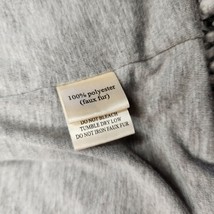 100% polyester
(faux fur)
DO NOT BLEACH
TUMBLE DRY LOW
DO NOT IRON FAUX FUR